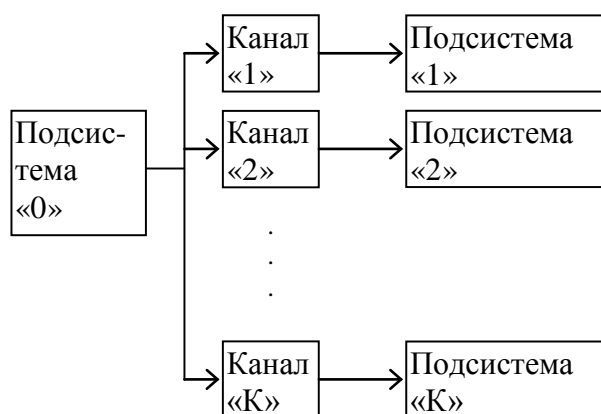 Канал
«1»
Подсистема
«1»
Подсис-
тема
«0»
Канал
«2»
Подсистема
«2»
.
.
.
Канал
«К»
Подсистема
«К»